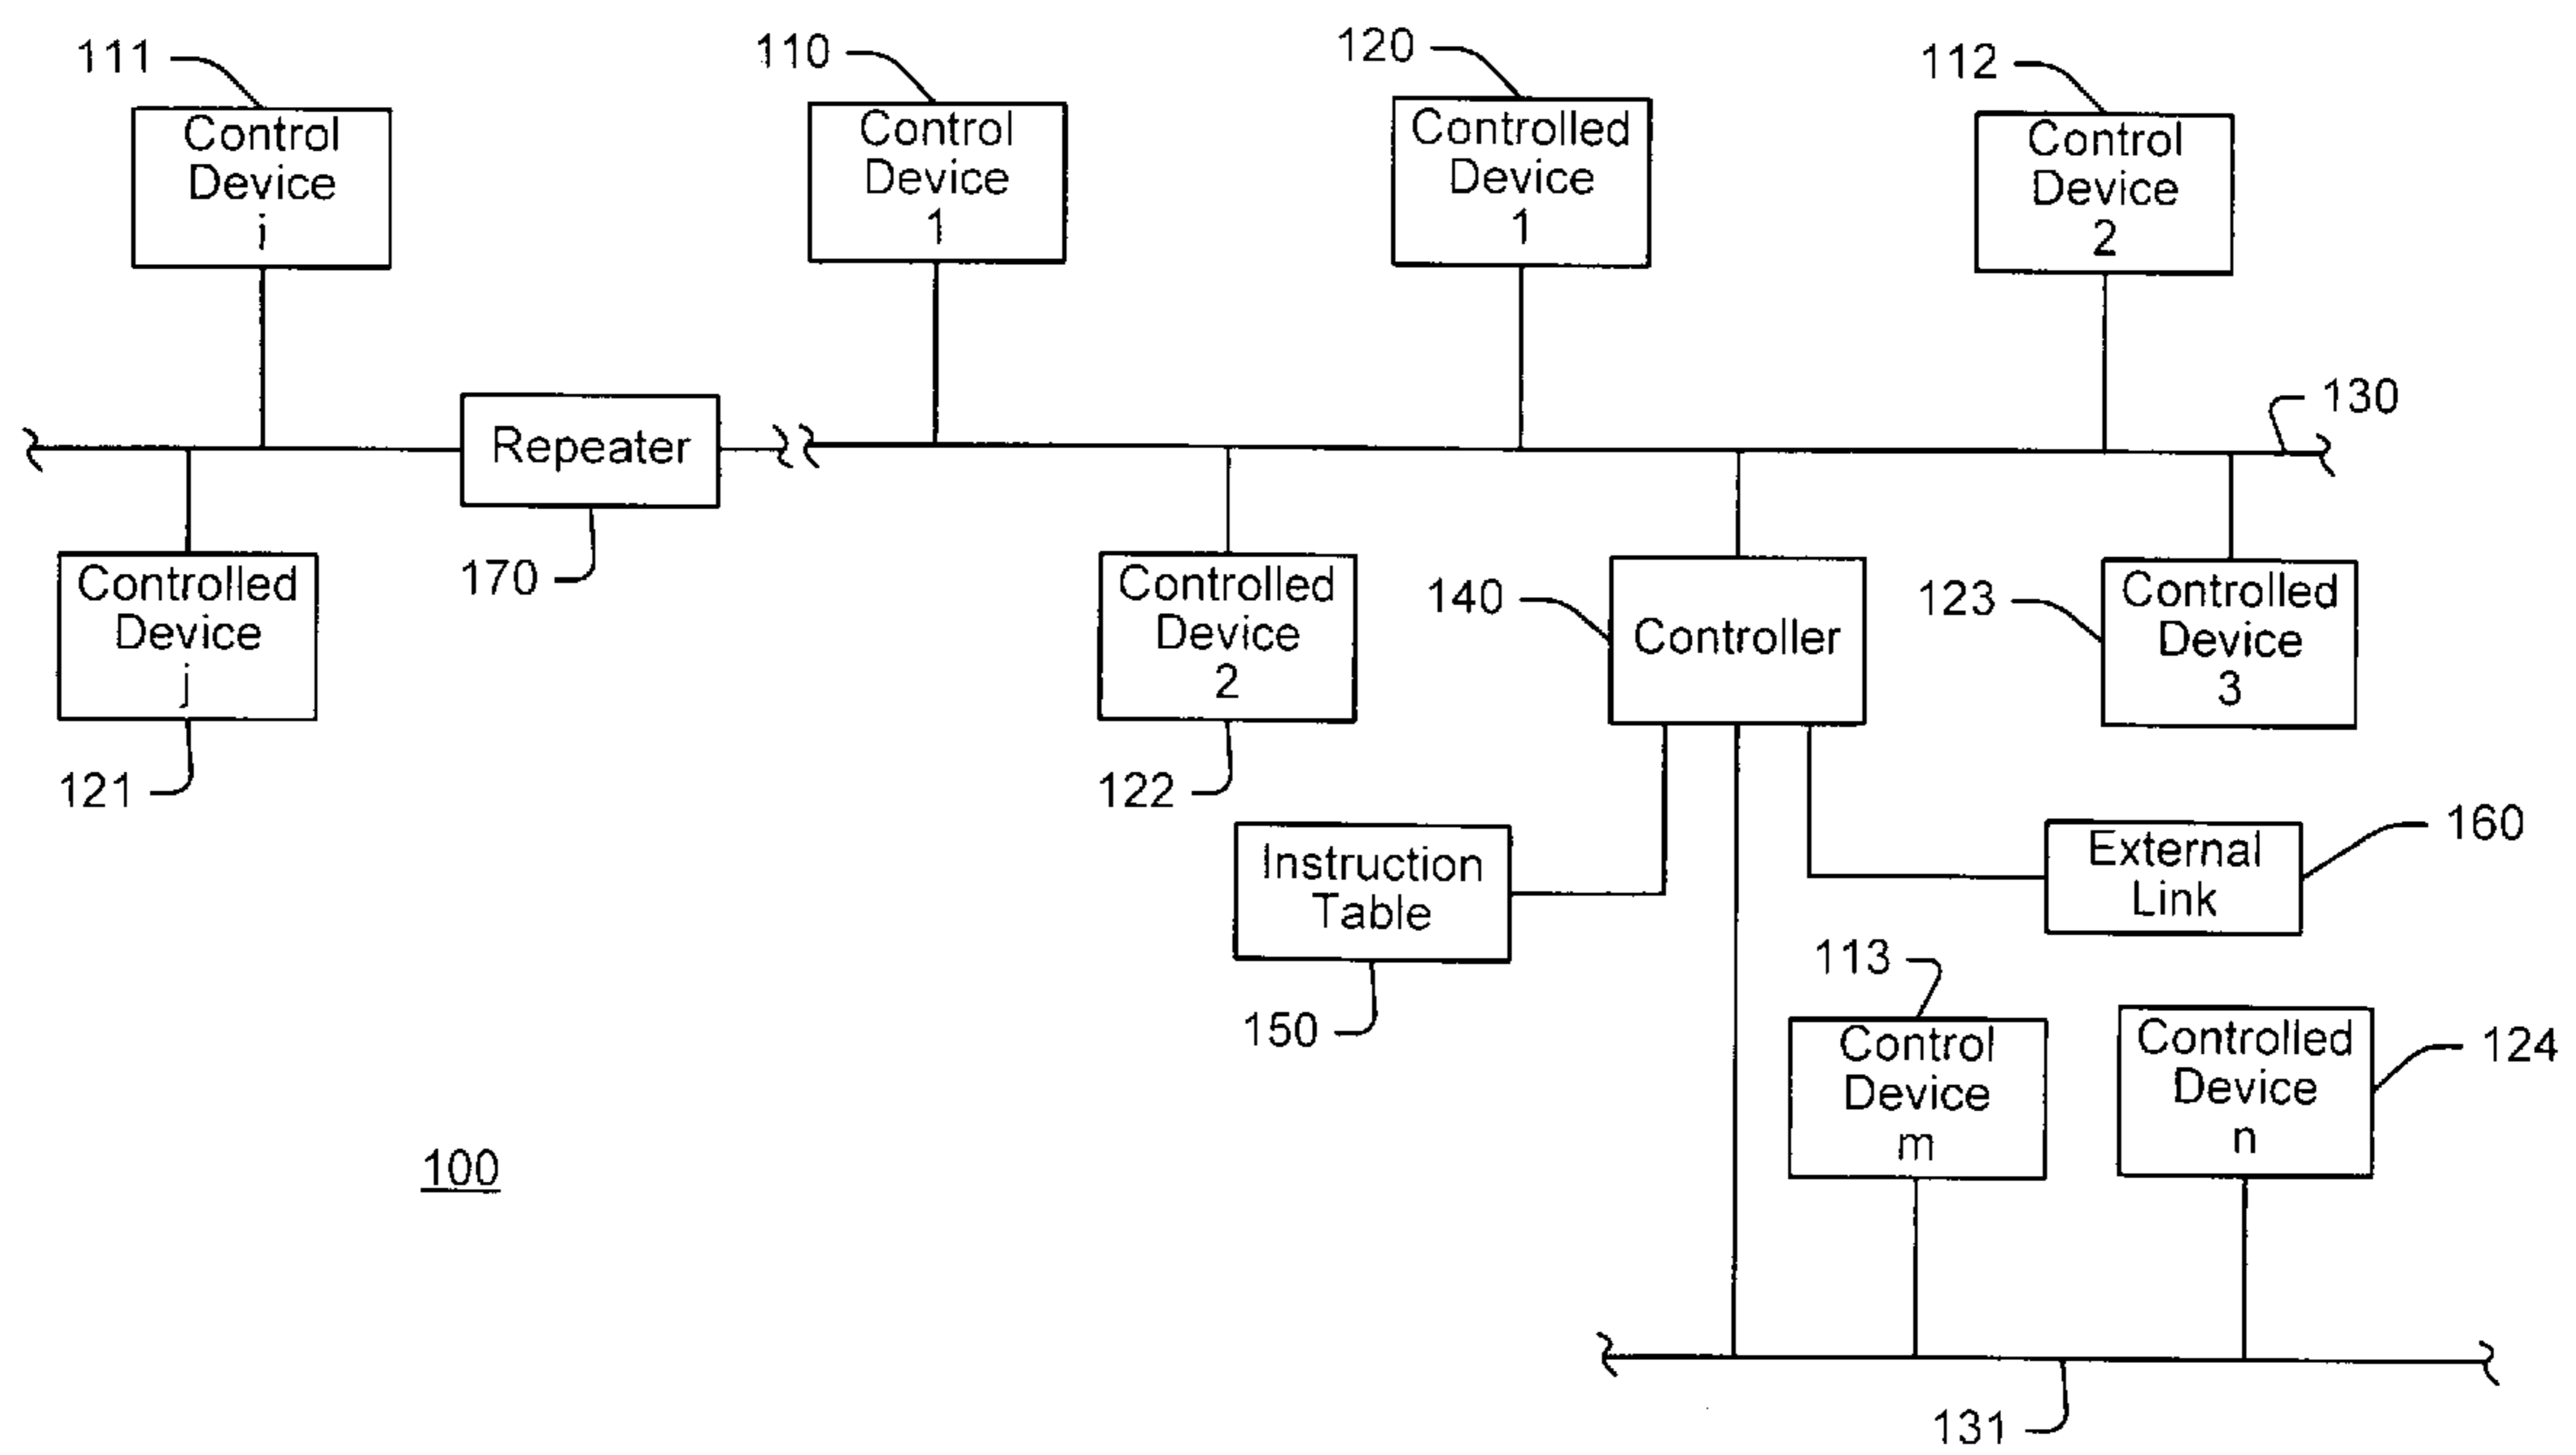 111
110
120
112
Control
Device
i
Control
Device
1
Controlled
Device
1
Control
Device
2
130
Repeater
170
Controlled
Device
j
121
Controlled
Device
2
122
140
Controller
123
Controlled
Device
3
Instruction
Table
150
External
Link
160
113
Control
Device
m
Controlled
Device
n
124
100
131